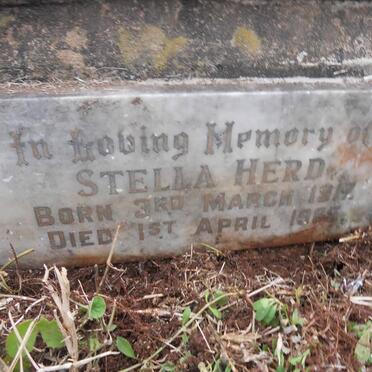 In Loving Memory of
STELLA HERD
BORN 3RD MARCH
DIED 1ST APRIL